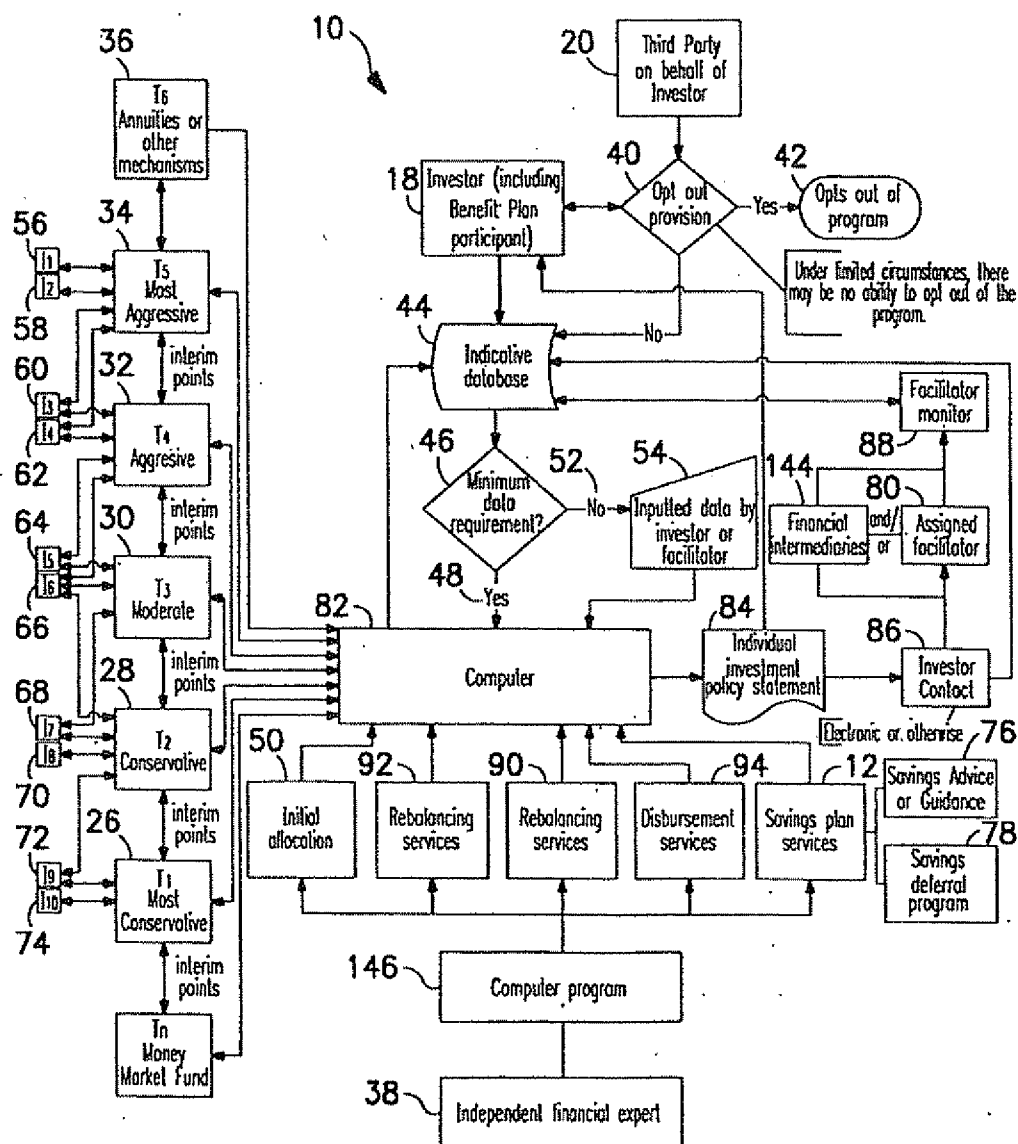 10
36
T6
Annuities or
other
mechanisms
20
Third Party
on behalf of
Investor
18
Investor (including
Benefit Plan
participant)
40
Opt out
provision
Yes
42
Opts out of
program
Under limited circumstances, there
may be no ability to opt out of the
program.
No
34
T5
Most
Aggressive
56
I1
I2
58
interim
points
44
Indicative
database
60
I3
I4
62
32
T4
Aggresive
interim
points
46
Minimum
data
requirement?
52
No
54
Inputted data by
investor or
facilitator
Facilitator
monitor
88
144
Financial
intermediaries
and/
or
80
Assigned
facilitator
64
I5
I6
66
30
T3
Moderate
interim
points
48
Yes
82
Computer
84
Individual
investment
policy statement
86
Investor
Contact
Electronic or otherwise
68
I7
I8
70
28
T2
Conservative
interim
points
50
Initial
allocation
92
Rebalancing
services
90
Rebalancing
services
94
Disbursement
services
12
Savings plan
services
76
Savings Advice
or Guidance
78
Savings
deferral
program
72
I9
I10
74
26
T1
Most
Conservative
interim
points
Tn
Money
Market Fund
146
Computer program
38
Independent financial expert